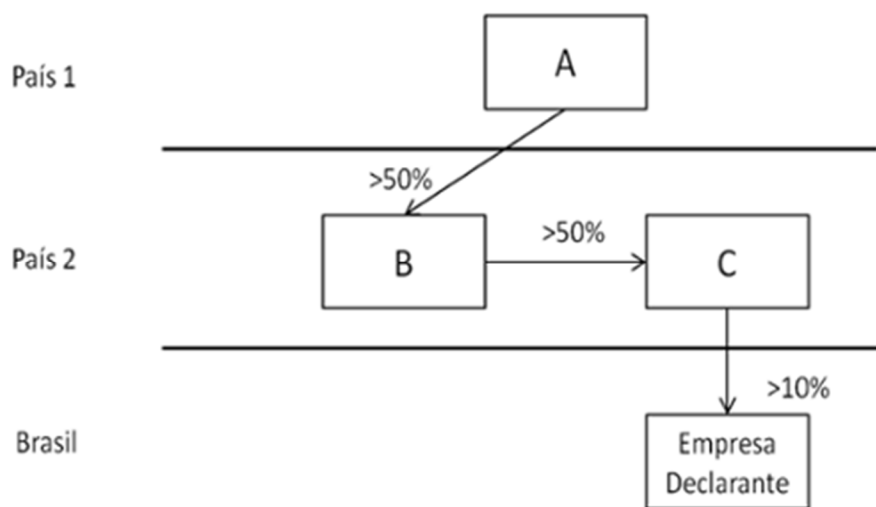 País 1
A
>50%
País 2
B
>50%
C
>10%
Brasil
Empresa
Declarante